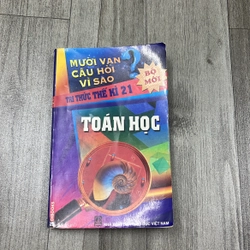 MƯỜI VẠN
CÂU HỎI
VÌ SAO
BỘ MỚI
TRI THỨC THẾ KỈ 21
TOÁN HỌC